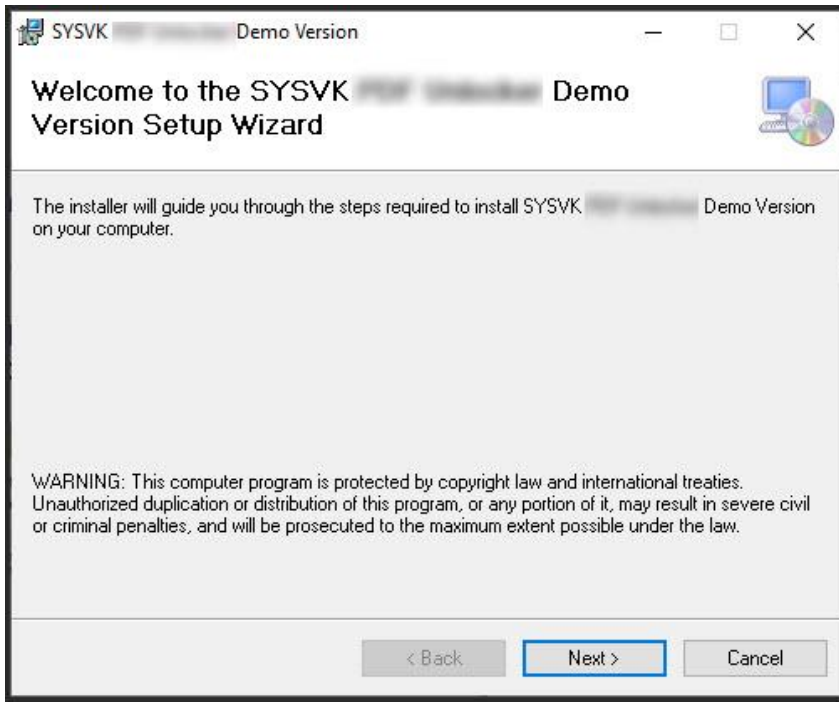 SYSVK Demo Version
Welcome to the SYSVK PDF Unlocker Demo
Version Setup Wizard
The installer will guide you through the steps required to install SYSVK Demo Version
on your computer.
WARNING: This computer program is protected by copyright law and international treaties.
Unauthorized duplication or distribution of this program, or any portion of it, may result in severe civil
or criminal penalties, and will be prosecuted to the maximum extent possible under the law.
< Back Next > Cancel